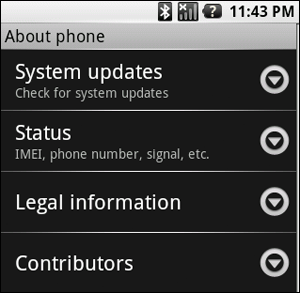 11:43 PM
About phone
System updates
Check for system updates
Status
IMEI, phone number, signal, etc.
Legal information
Contributors